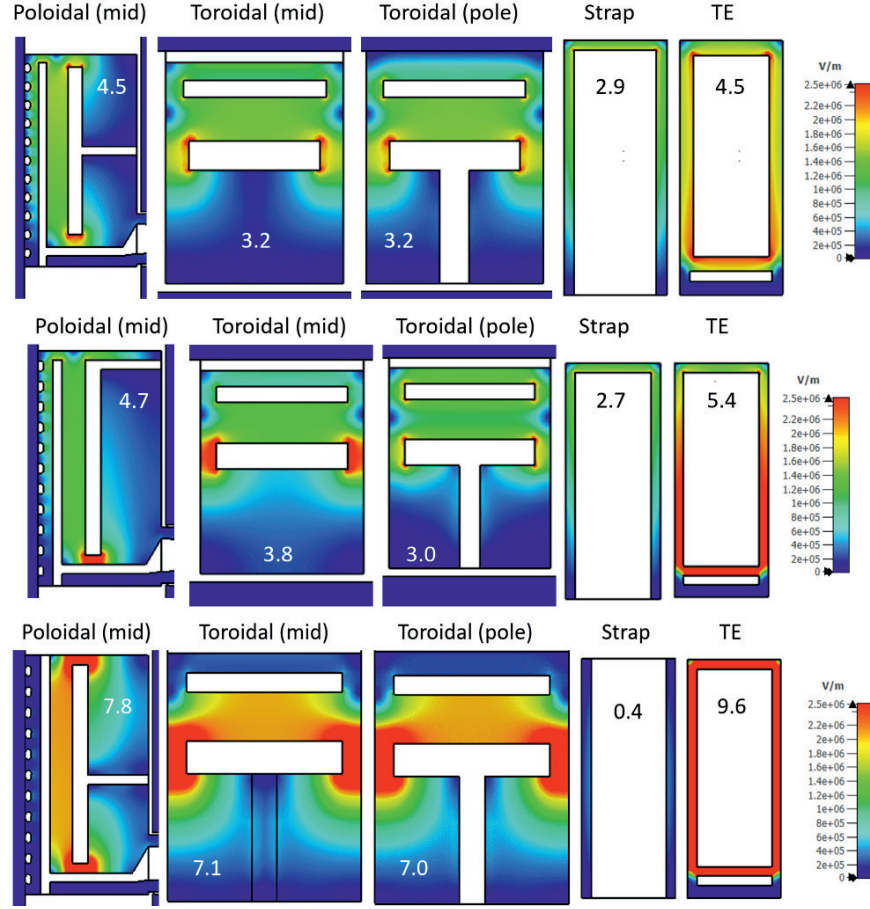 Poloidal (mid) Toroidal (mid) Toroidal (pole) Strap TE
4.5 3.2 3.2 2.9 4.5
V/m
2.5e+06
2.2e+06
2e+06
1.8e+06
1.6e+06
1.4e+06
1.2e+06
1e+06
8e+05
6e+05
4e+05
2e+05
0
Poloidal (mid) Toroidal (mid) Toroidal (pole) Strap TE
4.7 3.8 3.0 2.7 5.4
V/m
2.5e+06
2.2e+06
2e+06
1.8e+06
1.6e+06
1.4e+06
1.2e+06
1e+06
8e+05
6e+05
4e+05
2e+05
0
Poloidal (mid) Toroidal (mid) Toroidal (pole) Strap TE
7.8 7.1 7.0 0.4 9.6
V/m
2.5e+06
2.2e+06
2e+06
1.8e+06
1.6e+06
1.4e+06
1.2e+06
1e+06
8e+05
6e+05
4e+05
2e+05
0